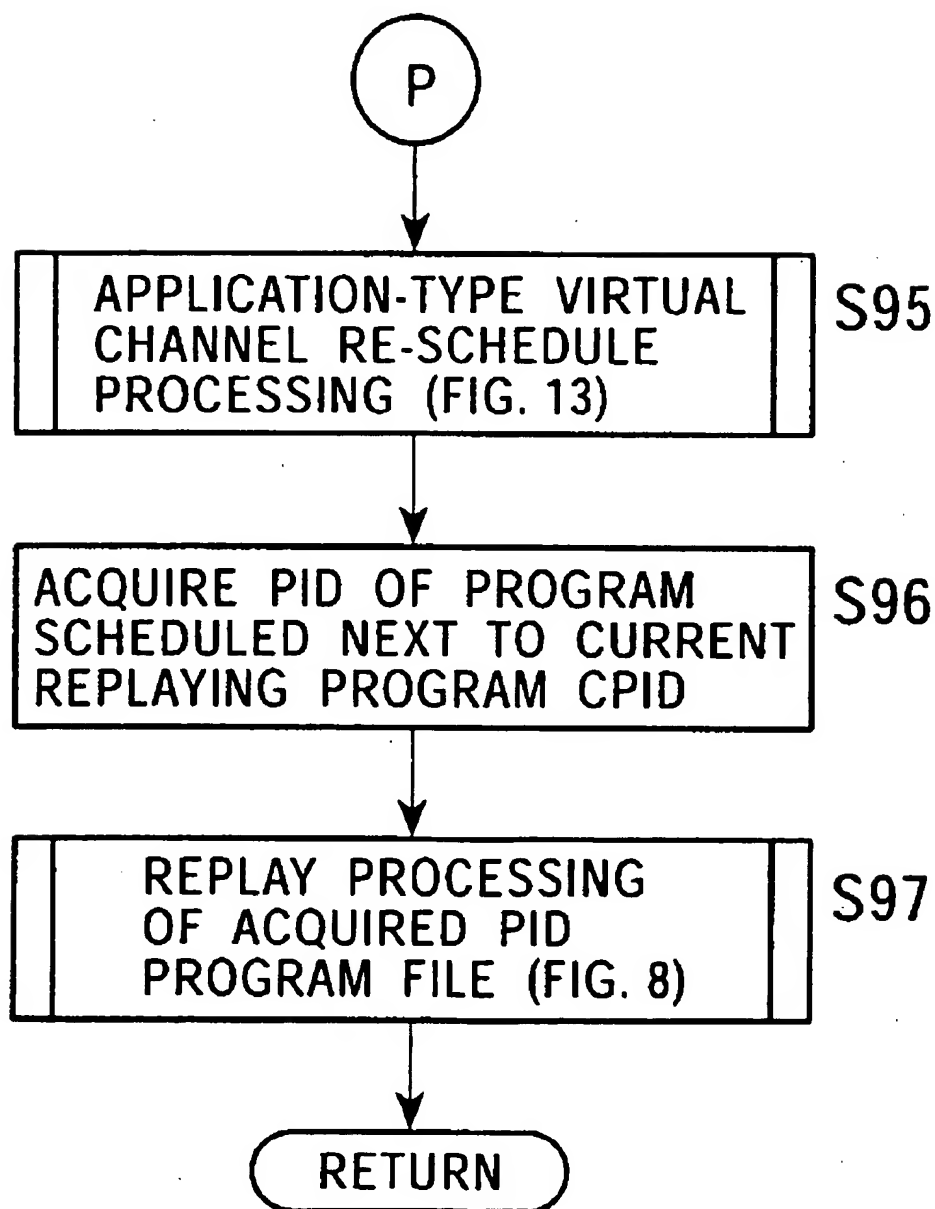 P
APPLICATION-TYPE VIRTUAL
CHANNEL RE-SCHEDULE
PROCESSING (FIG. 13)
S95
ACQUIRE PID OF PROGRAM
SCHEDULED NEXT TO CURRENT
REPLAYING PROGRAM CPID
S96
REPLAY PROCESSING
OF ACQUIRED PID
PROGRAM FILE (FIG. 8)
S97
RETURN